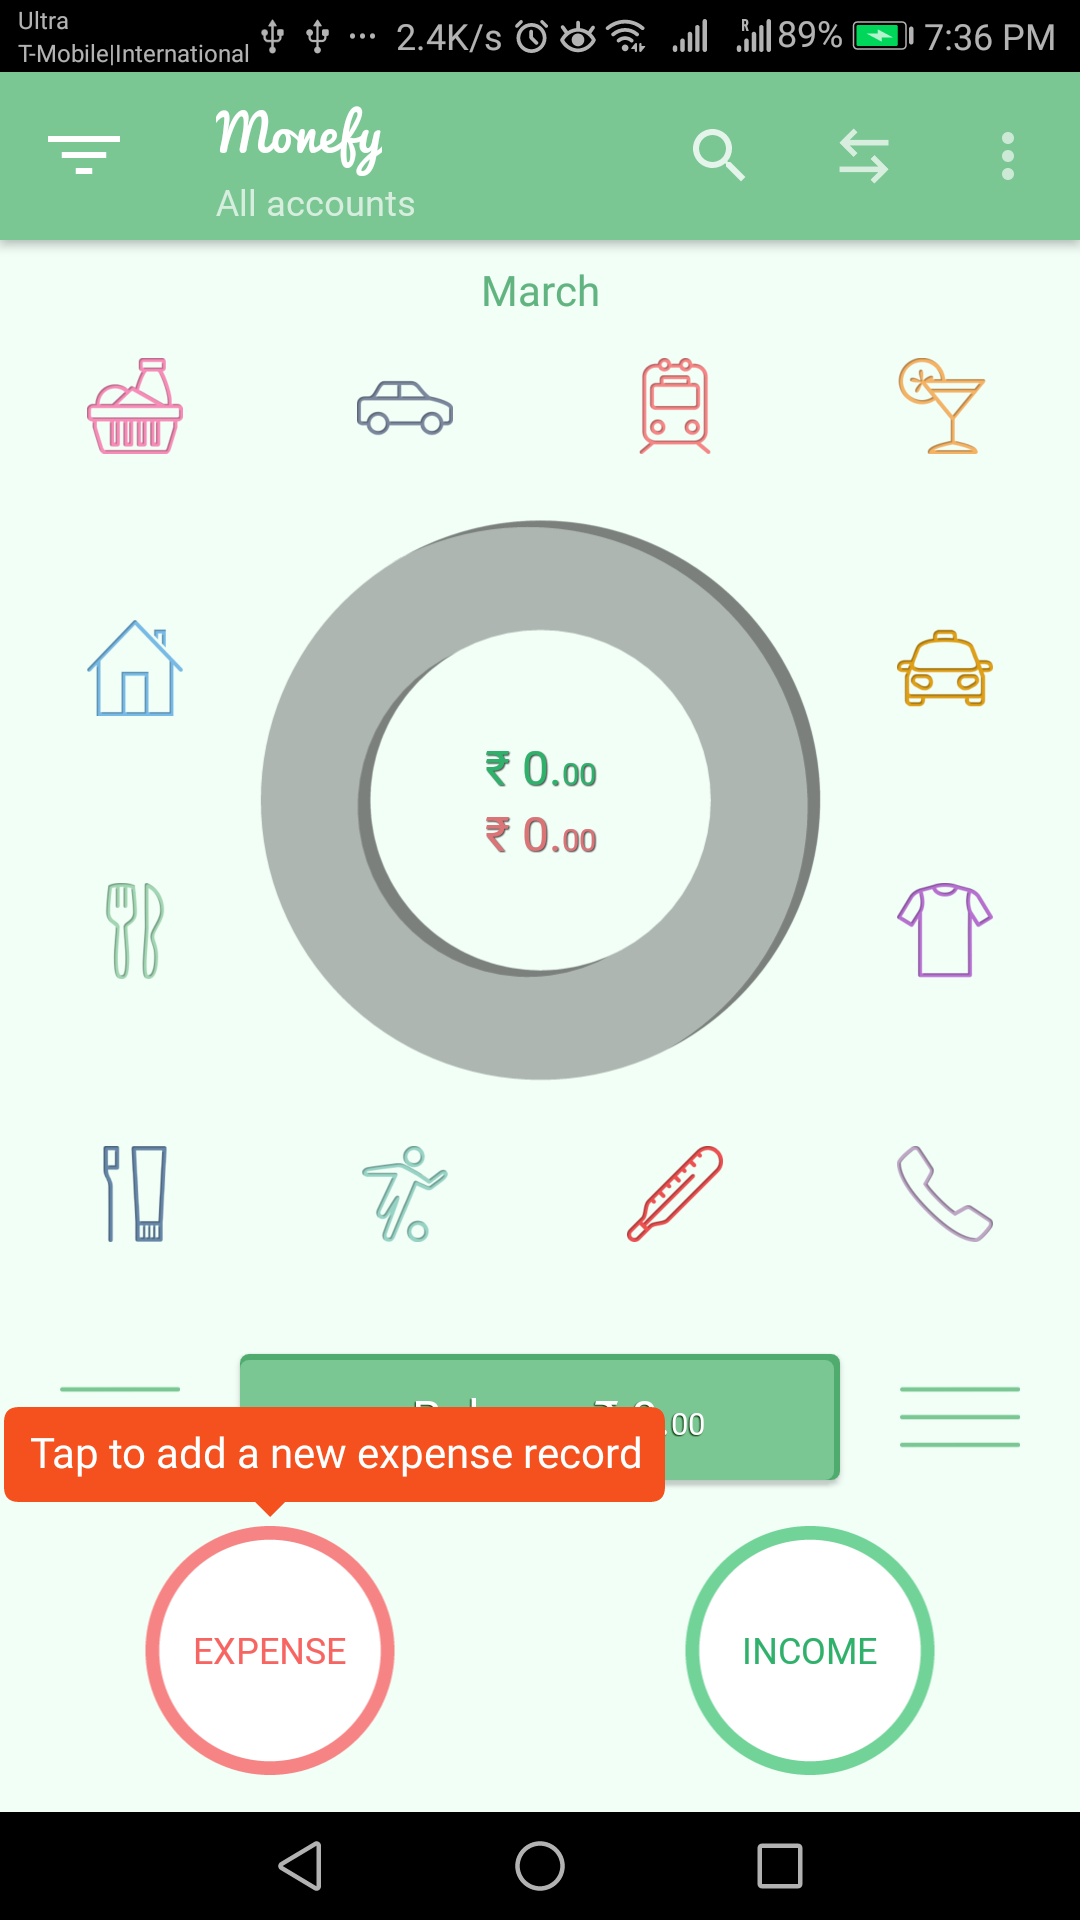 Ultra
T-Mobile|International
2.4K/s
R
89%
7:36 PM
Monefy
All accounts
March
₹ 0.00
₹ 0.00
.00
Tap to add a new expense record
EXPENSE
INCOME